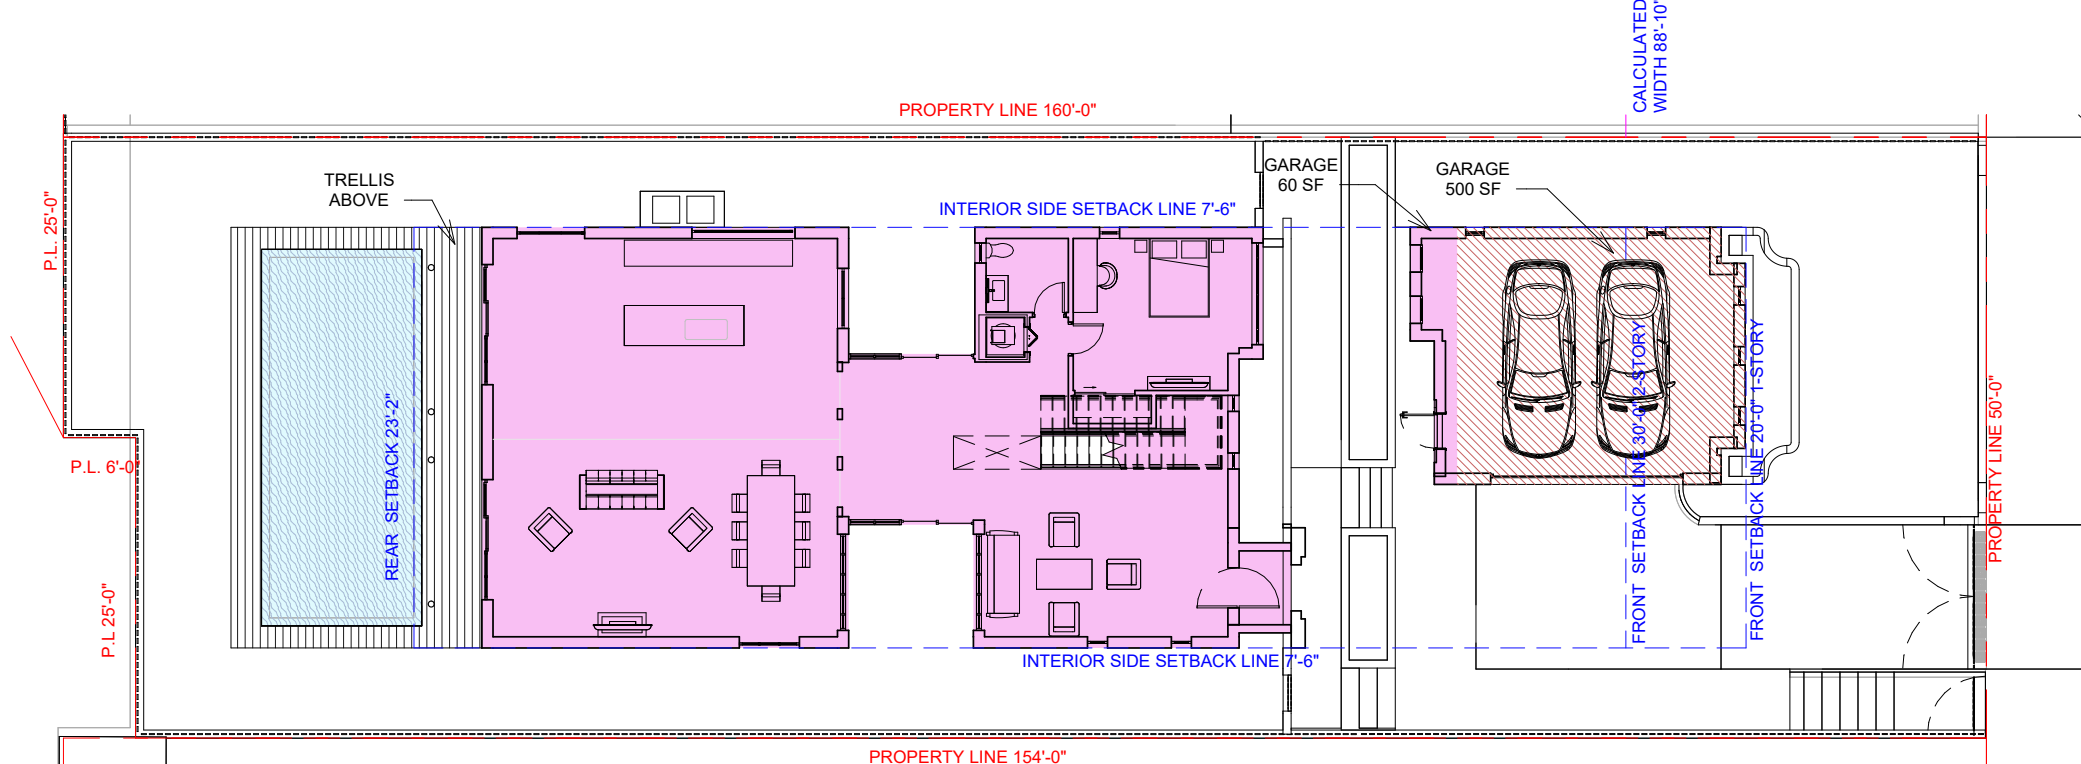 CALCULATED
WIDTH 88'-10"
PROPERTY LINE 160'-0"
TRELLIS
ABOVE
GARAGE
60 SF
GARAGE
500 SF
P.L. 25'-0"
INTERIOR SIDE SETBACK LINE 7'-6"
REAR SETBACK 23'-2"
P.L. 6'-0"
P.L 25'-0"
FRONT SETBACK LINE 30'-0" 2-STORY
FRONT SETBACK LINE 20'-0" 1-STORY
PROPERTY LINE 50'-0"
INTERIOR SIDE SETBACK LINE 7'-6"
PROPERTY LINE 154'-0"